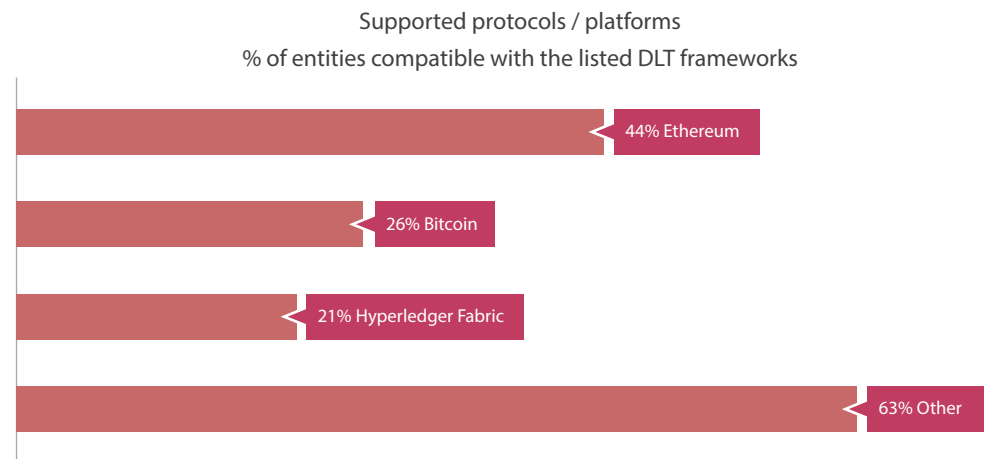 Supported protocols / platforms
% of entities compatible with the listed DLT frameworks
44% Ethereum
26% Bitcoin
21% Hyperledger Fabric
63% Other